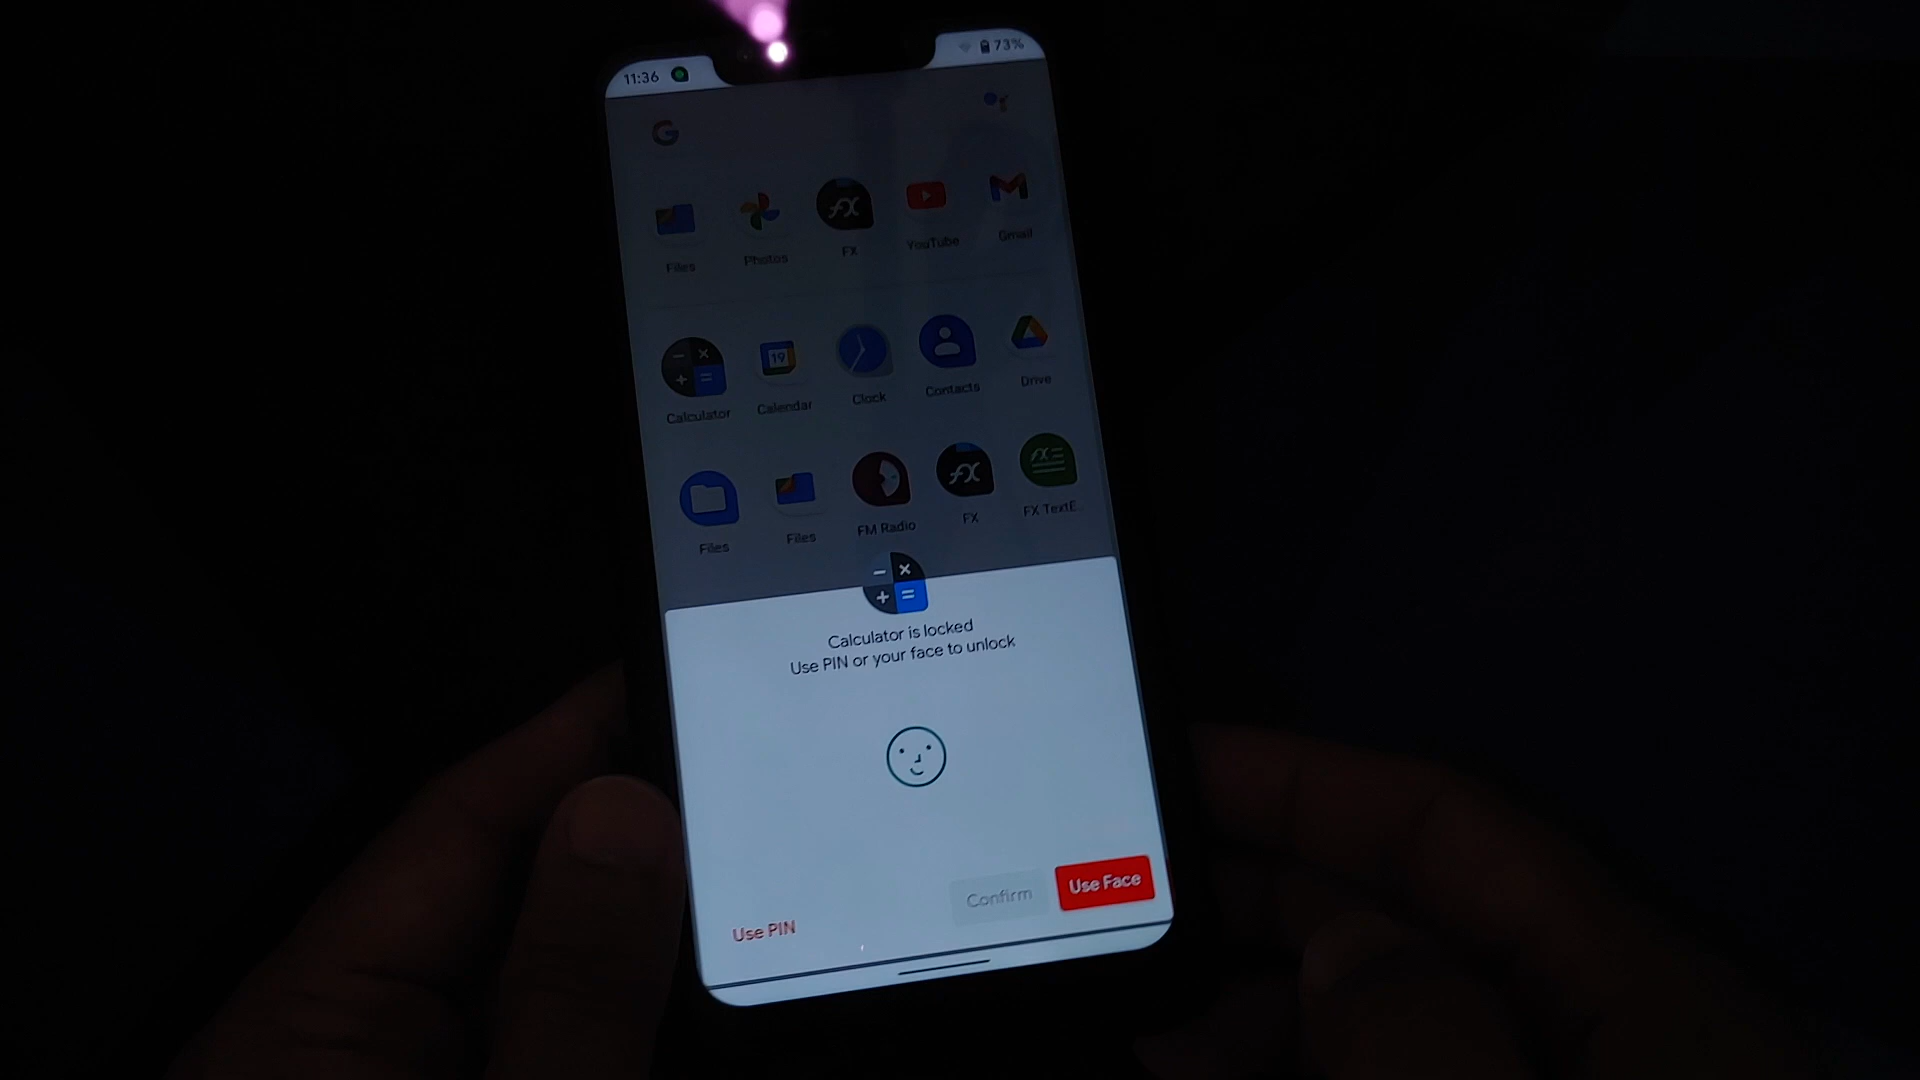 11:36
73%
G
Files
Photos
FX
YouTube
Gmail
19
Calculator
Calendar
Clock
Contacts
Drive
Files
Files
FM Radio
FX
FX TextE
Calculator is locked
Use PIN or your face to unlock
Use PIN
Confirm
Use Face